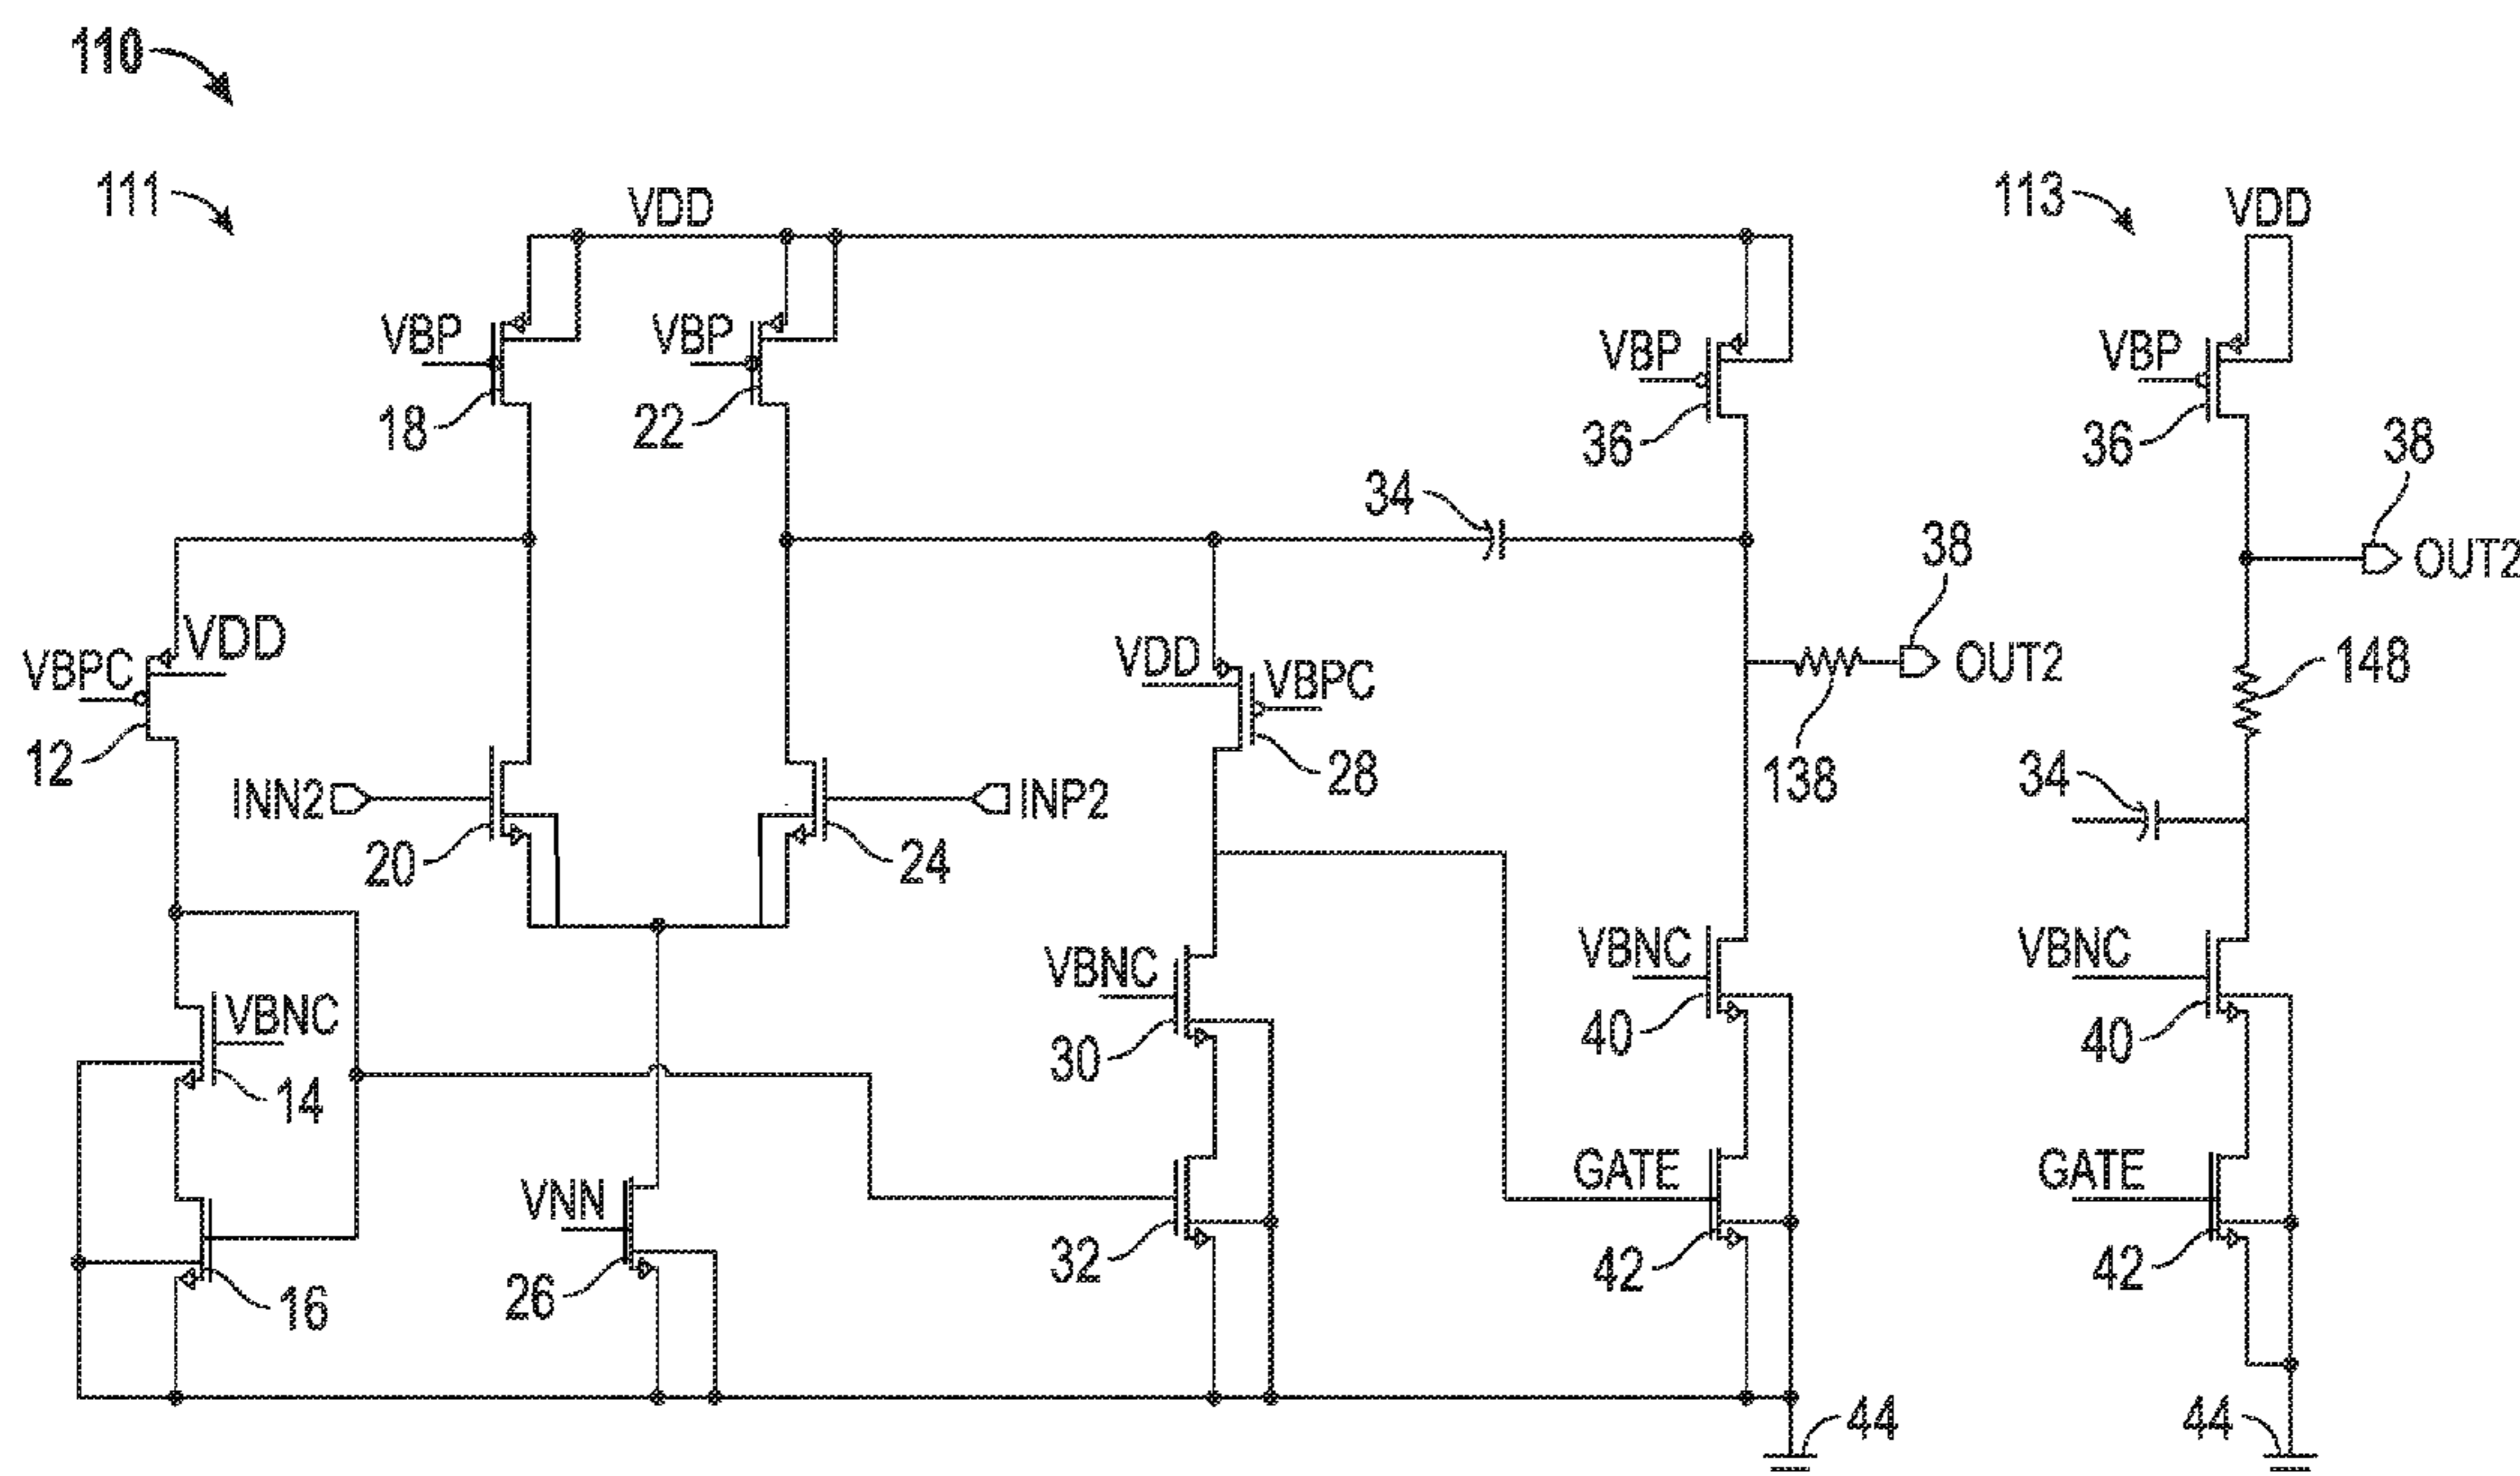 110
111
VDD
113
VDD
VBP
VBP
VBP
VBP
18
22
36
36
38
34
38
OUT2
VDD
VBPC
VDD
VBPC
OUT2
148
12
28
138
34
INN2
INP2
20
24
VBNC
VBNC
VBNC
VBNC
14
30
40
40
VNN
GATE
GATE
16
26
32
42
42
44
44